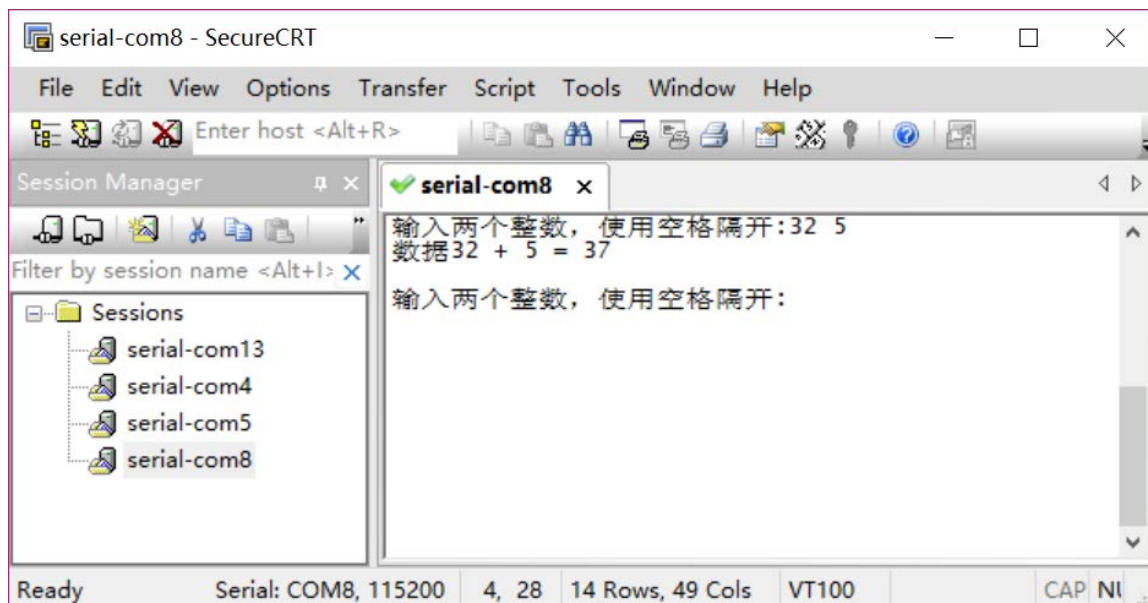 serial-com8 - SecureCRT
File Edit View Options Transfer Script Tools Window Help
Enter host <Alt+R>
Session Manager
serial-com8
Filter by session name <Alt+I>
输入两个整数，使用空格隔开:32 5
数据32 + 5 = 37
输入两个整数，使用空格隔开:
Sessions
serial-com13
serial-com4
serial-com5
serial-com8
Ready Serial: COM8, 115200 4, 28 14 Rows, 49 Cols VT100 CAP